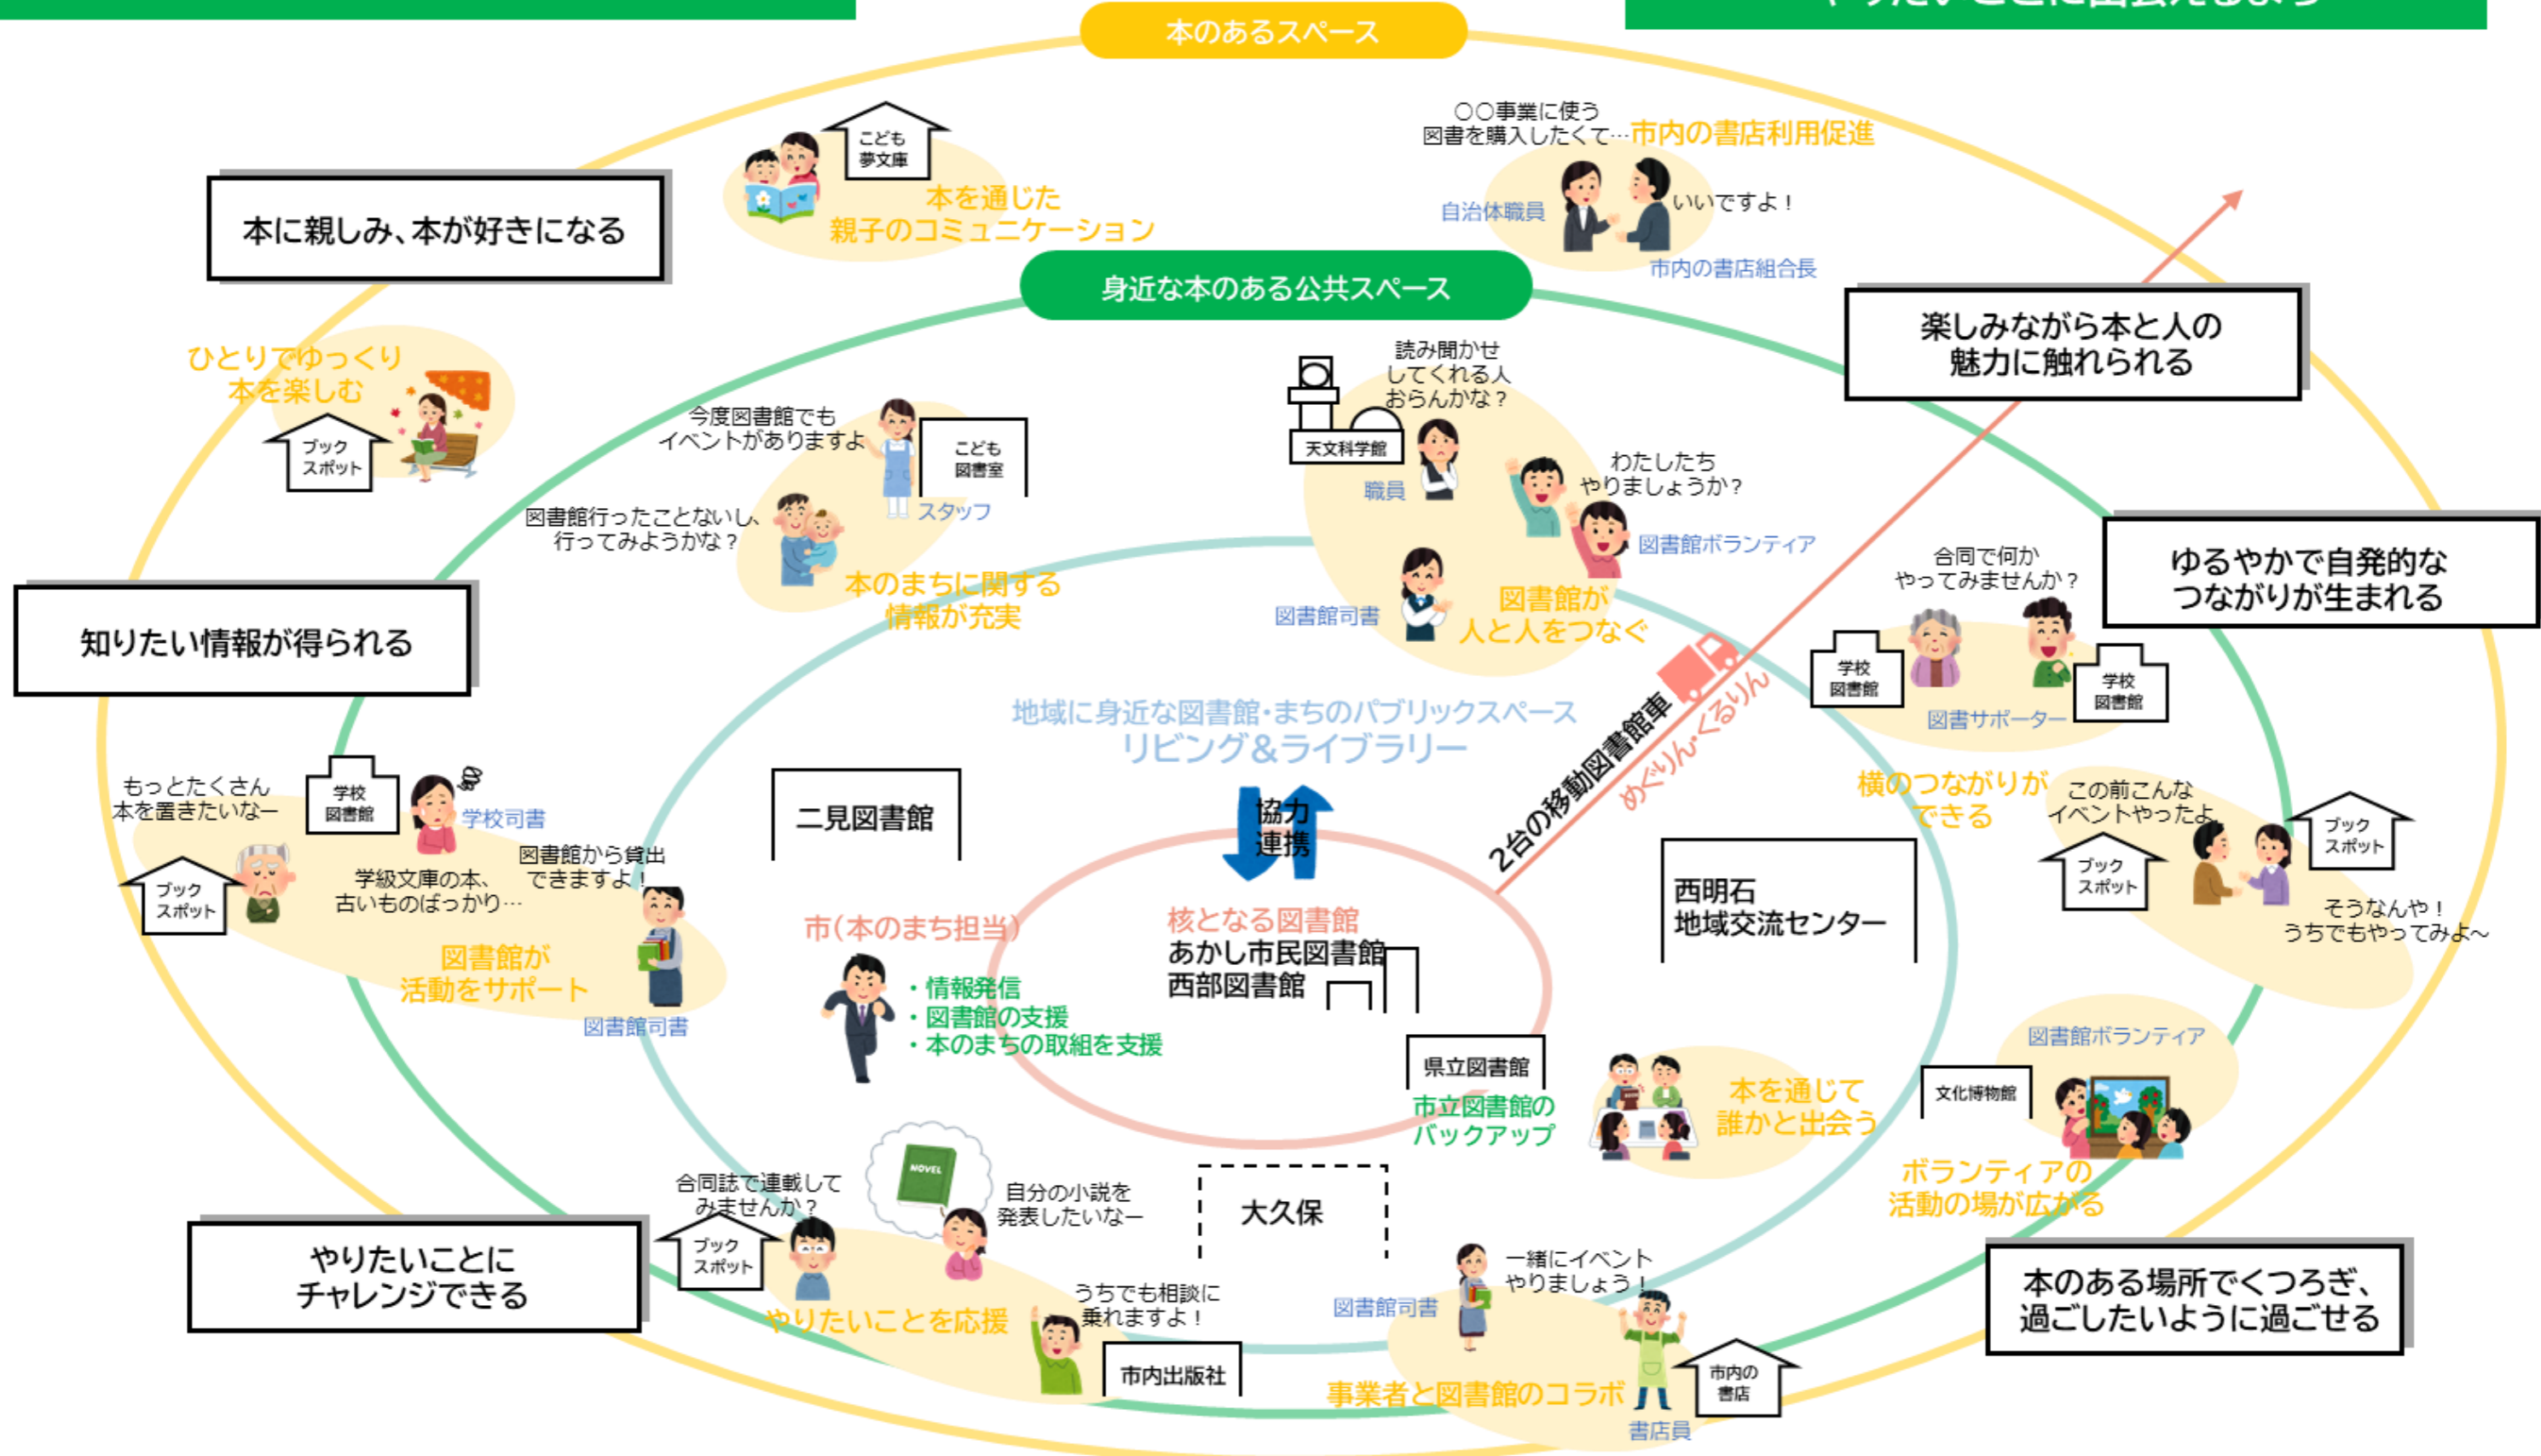 本のあるスペース
こども
夢文庫
本を通じた
親子のコミュニケーション
〇〇事業に使う
図書を購入したくて…
市内の書店利用促進
自治体職員
いいですよ！
市内の書店組合長
本に親しみ、本が好きになる
身近な本のある公共スペース
楽しみながら本と人の
魅力に触れられる
ひとりでゆっくり
本を楽しむ
ブック
スポット
今度図書館でも
イベントがありますよ
こども
図書室
スタッフ
図書館行ったことないし、
行ってみようかな？
本のまちに関する
情報が充実
読み聞かせ
してくれる人
おらんかな？
天文科学館
職員
わたしたち
やりましょうか？
図書館ボランティア
図書館司書
図書館が
人と人をつなぐ
合同で何か
やってみませんか？
ゆるやかで自発的な
つながりが生まれる
学校
図書館
学校
図書館
図書サポーター
横のつながりが
できる
知りたい情報が得られる
地域に身近な図書館・まちのパブリックスペース
リビング＆ライブラリー
2台の移動図書館車
めぐりん・くるりん
もっとたくさん
本を置きたいなー
学校
図書館
学校司書
ブック
スポット
学級文庫の本、
古いものばっかり…
図書館から貸出
できますよ！
図書館が
活動をサポート
図書館司書
二見図書館
協力
連携
市（本のまち担当）
・情報発信
・図書館の支援
・本のまちの取組を支援
核となる図書館
あかし市民図書館
西部図書館
県立図書館
市立図書館の
バックアップ
西明石
地域交流センター
この前こんな
イベントやったよ
ブック
スポット
ブック
スポット
そうなんや！
うちでもやってみよ～
本を通じて
誰かと出会う
図書館ボランティア
文化博物館
ボランティアの
活動の場が広がる
合同誌で連載して
みませんか？
NOVEL
自分の小説を
発表したいなー
ブック
スポット
やりたいことを応援
うちでも相談に
乗れますよ！
市内出版社
大久保
図書館司書
一緒にイベント
やりましょう！
事業者と図書館のコラボ
市内の
書店
書店員
やりたいことに
チャレンジできる
本のある場所でくつろぎ、
過ごしたいように過ごせる